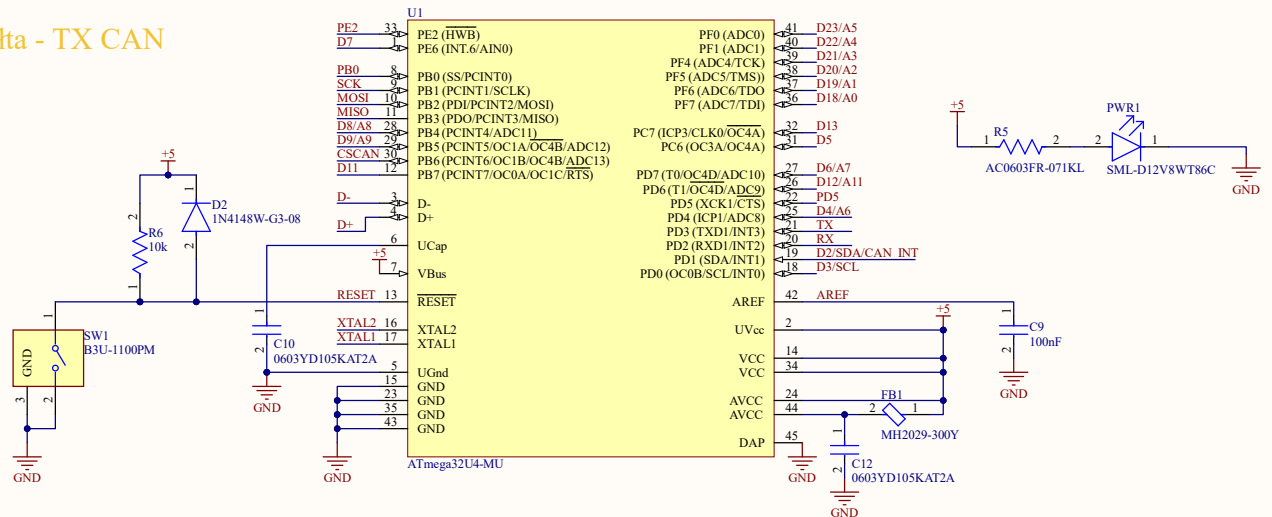 łta - TX CAN
U1
PE2 33 PE2 (HWB)
D7 1 PE6 (INT.6/AIN0)
PB0 8 PB0 (SS/PCINT0)
SCK 9 PB1 (PCINT1/SCLK)
MOSI 10 PB2 (PDI/PCINT2/MOSI)
MISO 11 PB3 (PDO/PCINT3/MISO)
D8/A8 28 PB4 (PCINT4/ADC11)
D9/A9 29 PB5 (PCINT5/OC1A/OC4B/ADC12)
CSCAN 30 PB6 (PCINT6/OC1B/OC4B/ADC13)
D11 12 PB7 (PCINT7/OC0A/OC1C/RTS)
D- 3 D-
D+ 4 D+
6 UCap
+5 7 VBus
RESET 13 RESET
XTAL2 16 XTAL2
XTAL1 17 XTAL1
5 UGnd
15 GND
23 GND
35 GND
43 GND
GND
ATmega32U4-MU
PF0 (ADC0) 41 D23/A5
PF1 (ADC1) 40 D22/A4
PF4 (ADC4/TCK) 39 D21/A3
PF5 (ADC5/TMS)) 38 D20/A2
PF6 (ADC6/TDO 37 D19/A1
PF7 (ADC7/TDI) 36 D18/A0
PC7 (ICP3/CLK0/OC4A) 32 D13
PC6 (OC3A/OC4A) 31 D5
PD7 (T0/OC4D/ADC10) 27 D6/A7
PD6 (T1/OC4D/ADC9) 26 D12/A11
PD5 (XCK1/CTS) 22 PD5
PD4 (ICP1/ADC8) 25 D4/A6
PD3 (TXD1/INT3) 21 TX
PD2 (RXD1/INT2) 20 RX
PD1 (SDA/INT1) 19 D2/SDA/CAN_INT
PD0 (OC0B/SCL/INT0) 18 D3/SCL
AREF 42 AREF
UVcc 2
VCC 14
VCC 34
AVCC 24
AVCC 44
DAP 45
GND
+5
+5
1 R5 2
AC0603FR-071KL
PWR1
2 1
SML-D12V8WT86C
GND
+5
2 R6 1
10k
1 D2 2
1N4148W-G3-08
1 SW1
B3U-1100PM
GND
3 2
GND
1 C10
2 0603YD105KAT2A
GND
1 C9
2 100nF
GND
FB1
2 1
MH2029-300Y
1 C12
2 0603YD105KAT2A
GND